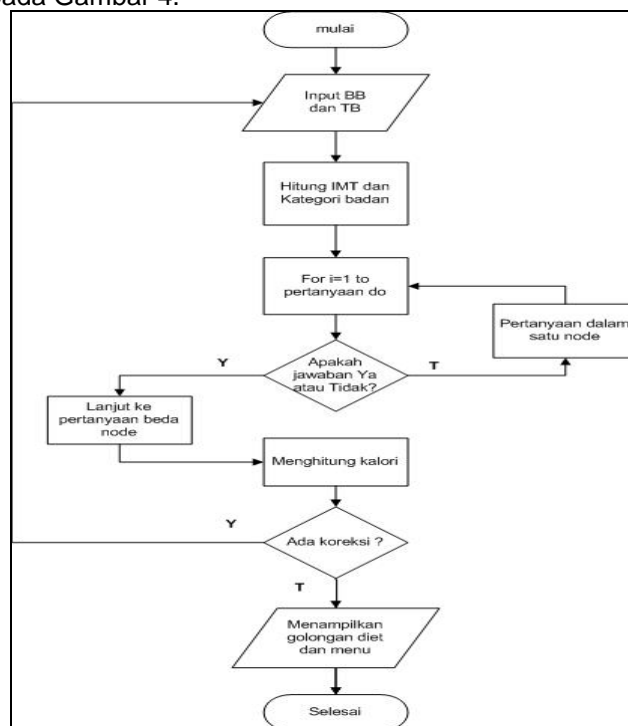 pada Gambar 4.
mulai
Input BB
dan TB
Hitung IMT dan
Kategori badan
For i=1 to
pertanyaan do
Pertanyaan dalam
satu node
Y
Apakah
jawaban Ya
atau Tidak?
T
Lanjut ke
pertanyaan beda
node
Menghitung kalori
Y
Ada koreksi ?
T
Menampilkan
golongan diet
dan menu
Selesai